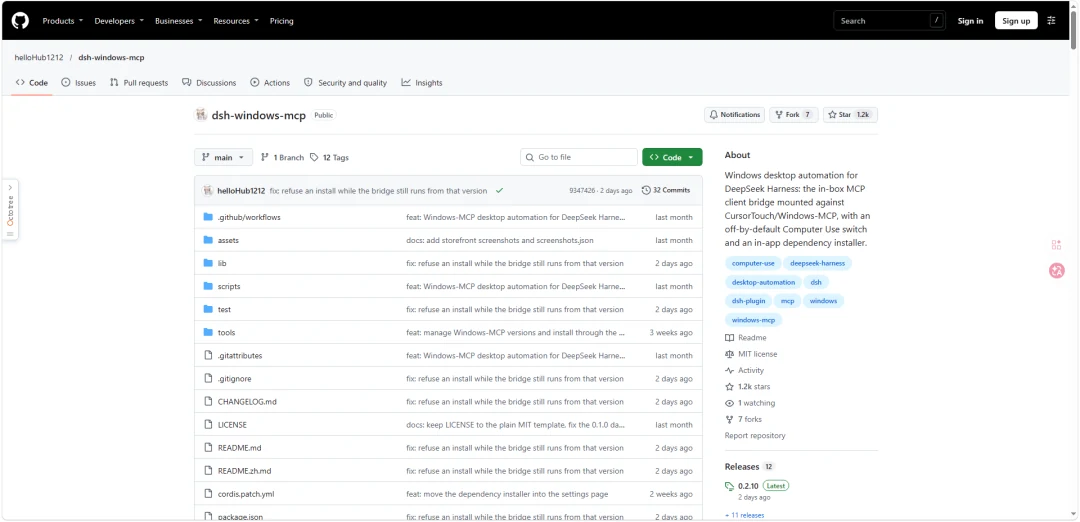 Products Developers Businesses Resources Pricing Search / Sign in Sign up
helloHub1212 / dsh-windows-mcp
Code Issues Pull requests Discussions Actions Security and quality Insights
dsh-windows-mcp Public Notifications Fork 7 Star 1.2k
main 1 Branch 12 Tags Go to file Code
helloHub1212 fix: refuse an install while the bridge still runs from that version 9347426 · 2 days ago 32 Commits
.github/workflows feat: Windows-MCP desktop automation for DeepSeek Harne... last month
assets docs: add storefront screenshots and screenshots.json last month
lib fix: refuse an install while the bridge still runs from that version 2 days ago
scripts feat: Windows-MCP desktop automation for DeepSeek Harne... last month
test fix: refuse an install while the bridge still runs from that version 2 days ago
tools feat: manage Windows-MCP versions and install through the ... 3 weeks ago
.gitattributes feat: Windows-MCP desktop automation for DeepSeek Harne... last month
.gitignore fix: refuse an install while the bridge still runs from that version 2 days ago
CHANGELOG.md fix: refuse an install while the bridge still runs from that version 2 days ago
LICENSE docs: keep LICENSE to the plain MIT template, fix the 0.1.0 da... last month
README.md fix: refuse an install while the bridge still runs from that version 2 days ago
README.zh.md fix: refuse an install while the bridge still runs from that version 2 days ago
cordis.patch.yml feat: move the dependency installer into the settings page 2 weeks ago
package.json fix: refuse an install while the bridge still runs from that version 2 days ago
About
Windows desktop automation for
DeepSeek Harness: the in-box MCP
client bridge mounted against
CursorTouch/Windows-MCP, with an
off-by-default Computer Use switch
and an in-app dependency installer.
computer-use deepseek-harness
desktop-automation dsh
dsh-plugin mcp windows
windows-mcp
Readme
MIT license
Activity
1.2k stars
1 watching
7 forks
Report repository
Releases 12
0.2.10 Latest
2 days ago
+ 11 releases
Octotree